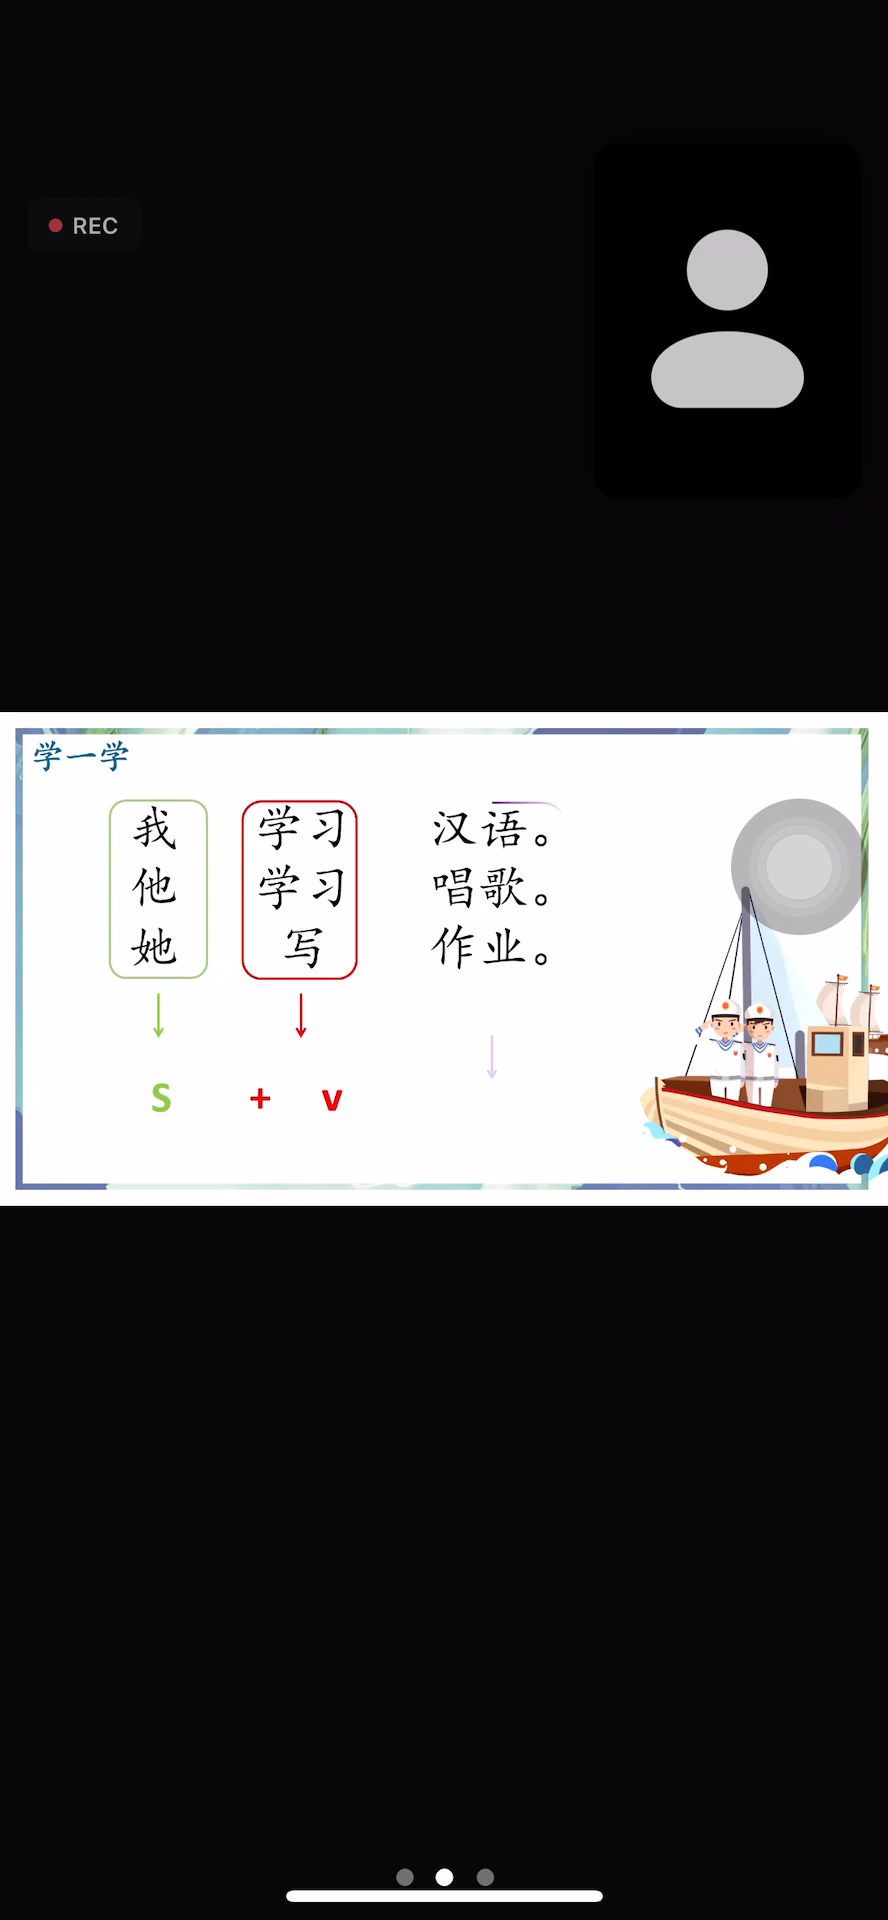 REC
学一学
我 学习 汉语。
他 学习 唱歌。
她 写 作业。
S + v